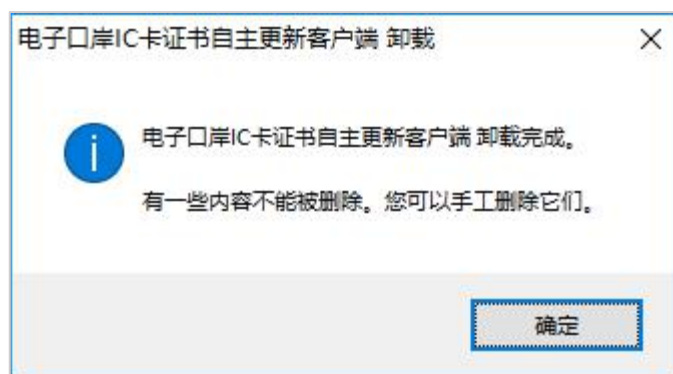 电子口岸IC卡证书自主更新客户端 卸载
电子口岸IC卡证书自主更新客户端 卸载完成。
有一些内容不能被删除。您可以手工删除它们。
确定